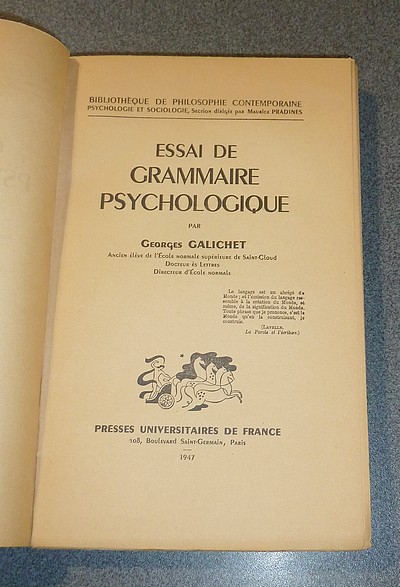 BIBLIOTHÈQUE DE PHILOSOPHIE CONTEMPORAINE
PSYCHOLOGIE ET SOCIOLOGIE, Section dirigée par Maurice PRADINES
ESSAI DE
GRAMMAIRE
PSYCHOLOGIQUE
PAR
Georges GALICHET
Ancien élève de l'École normale supérieure de Saint-Cloud
Docteur ès Lettres
Directeur d'École normale
Le langage est un abrégé du
Monde ; et l'émission du langage res-
semble à la création du Monde, et
même, de la signification du Monde.
Toute phrase que je prononce, c'est le
Monde qu'en la construisant, je
construis.
(LAVELLE,
La Parole et l'écriture.)
PRESSES UNIVERSITAIRES DE FRANCE
108, Boulevard Saint-Germain, Paris
1947